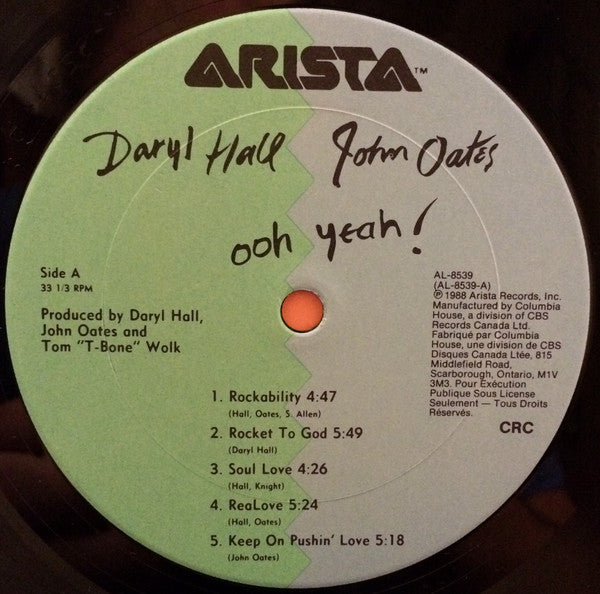 ARISTA™
Daryl Hall John Oates
ooh yeah!
Side A
33 1/3 RPM
Produced by Daryl Hall,
John Oates and
Tom "T-Bone" Wolk
AL-8539
(AL-8539-A)
℗ 1988 Arista Records, Inc.
Manufactured by Columbia
House, a division of CBS
Records Canada Ltd.
Fabriqué par Columbia
House, une division de CBS
Disques Canada Ltée, 815
Middlefield Road,
Scarborough, Ontario, M1V
3M3. Pour Exécution
Publique Sous License
Seulement — Tous Droits
Réservés.
CRC
1. Rockability 4:47
(Hall, Oates, S. Allen)
2. Rocket To God 5:49
(Daryl Hall)
3. Soul Love 4:26
(Hall, Knight)
4. ReaLove 5:24
(Hall, Oates)
5. Keep On Pushin' Love 5:18
(John Oates)